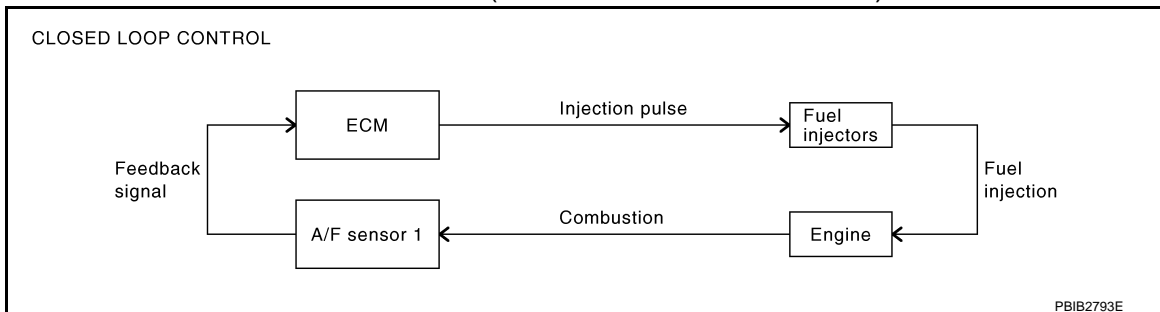 CLOSED LOOP CONTROL
ECM
Injection pulse
Fuel
injectors
Feedback
signal
Fuel
injection
A/F sensor 1
Combustion
Engine
PBIB2793E